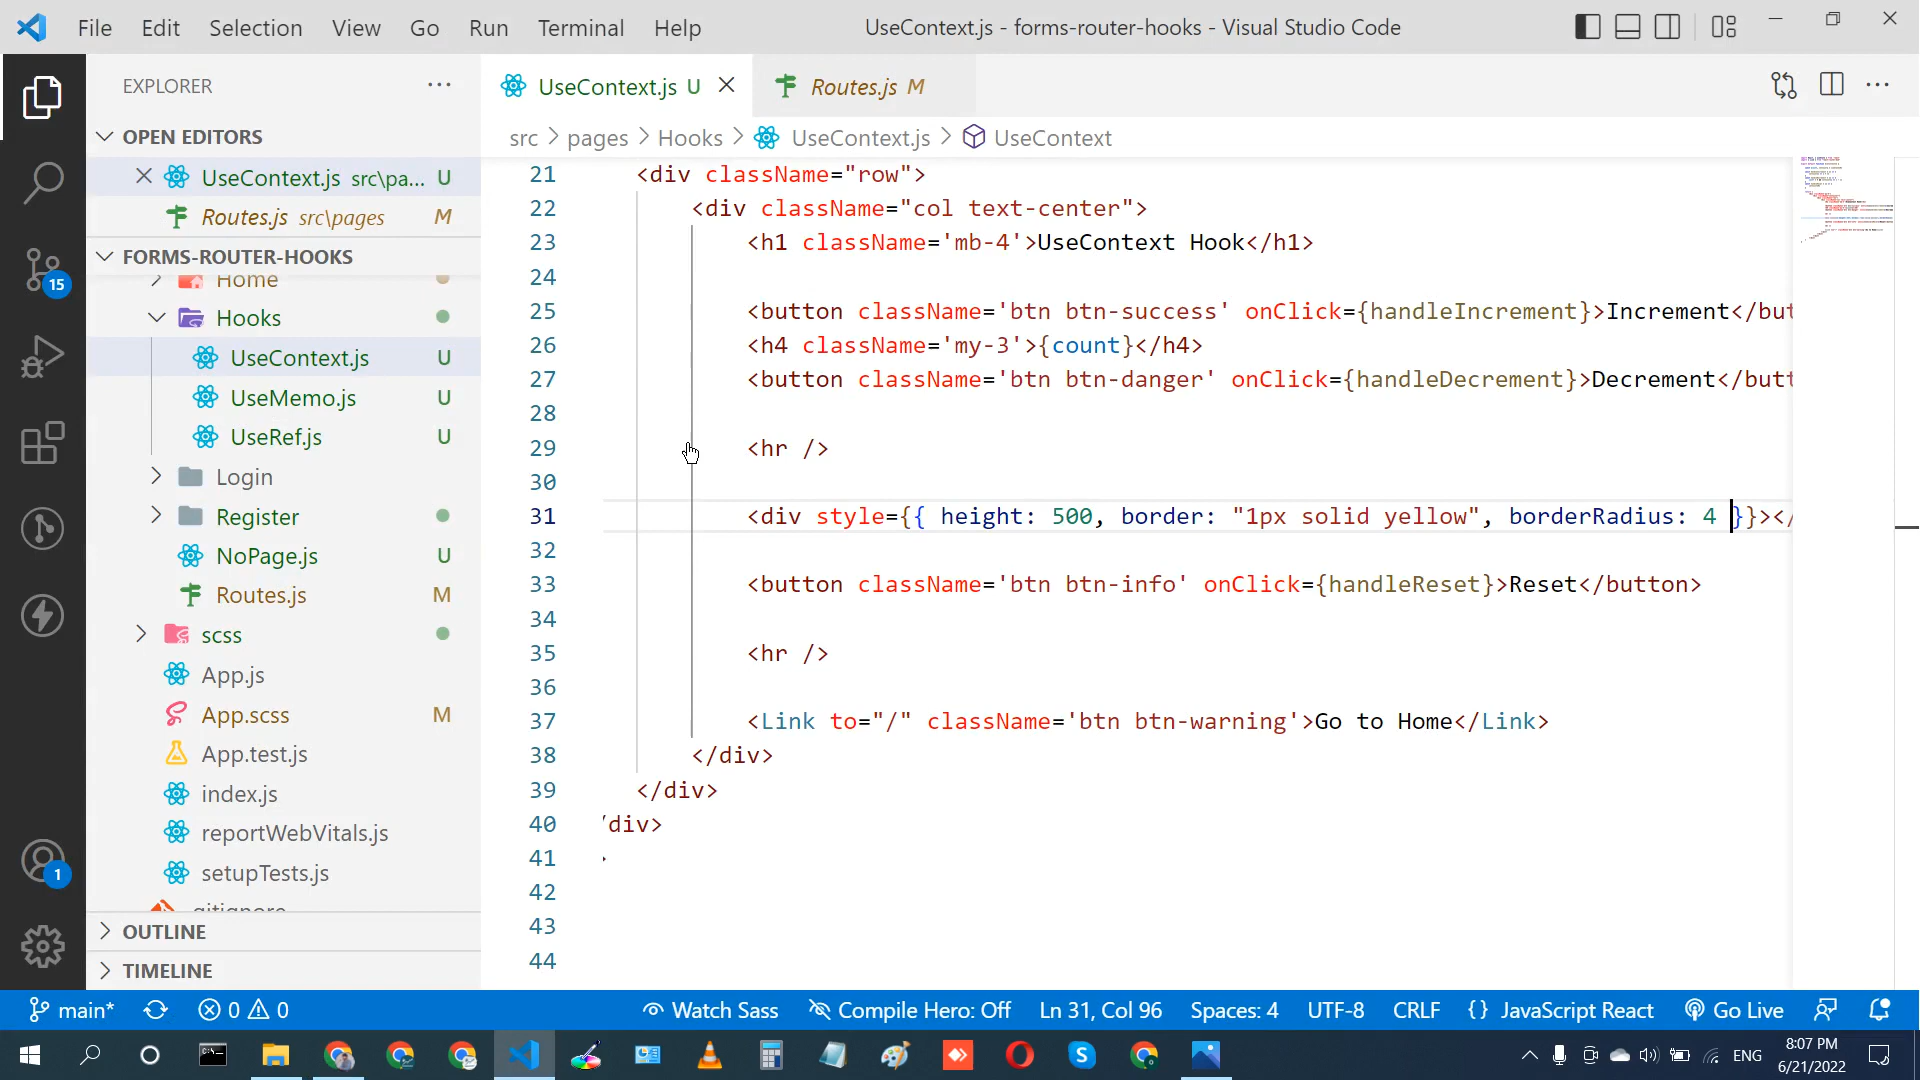 File Edit Selection View Go Run Terminal Help UseContext.js - forms-router-hooks - Visual Studio Code
EXPLORER
OPEN EDITORS
UseContext.js src\pa... U
Routes.js src\pages M
FORMS-ROUTER-HOOKS
Home
Hooks
UseContext.js U
UseMemo.js U
UseRef.js U
Login
Register
NoPage.js U
Routes.js M
scss
App.js
App.scss M
App.test.js
index.js
reportWebVitals.js
setupTests.js
.gitignore
OUTLINE
TIMELINE
15
1
UseContext.js U Routes.js M
src > pages > Hooks > UseContext.js > UseContext
21 <div className="row">
22 <div className="col text-center">
23 <h1 className='mb-4'>UseContext Hook</h1>
24
25 <button className='btn btn-success' onClick={handleIncrement}>Increment</but
26 <h4 className='my-3'>{count}</h4>
27 <button className='btn btn-danger' onClick={handleDecrement}>Decrement</butt
28
29 <hr />
30
31 <div style={{ height: 500, border: "1px solid yellow", borderRadius: 4 }}></
32
33 <button className='btn btn-info' onClick={handleReset}>Reset</button>
34
35 <hr />
36
37 <Link to="/" className='btn btn-warning'>Go to Home</Link>
38 </div>
39 </div>
40 /div>
41
42
43
44
main* 0 0 Watch Sass Compile Hero: Off Ln 31, Col 96 Spaces: 4 UTF-8 CRLF {} JavaScript React Go Live
ENG 8:07 PM
6/21/2022